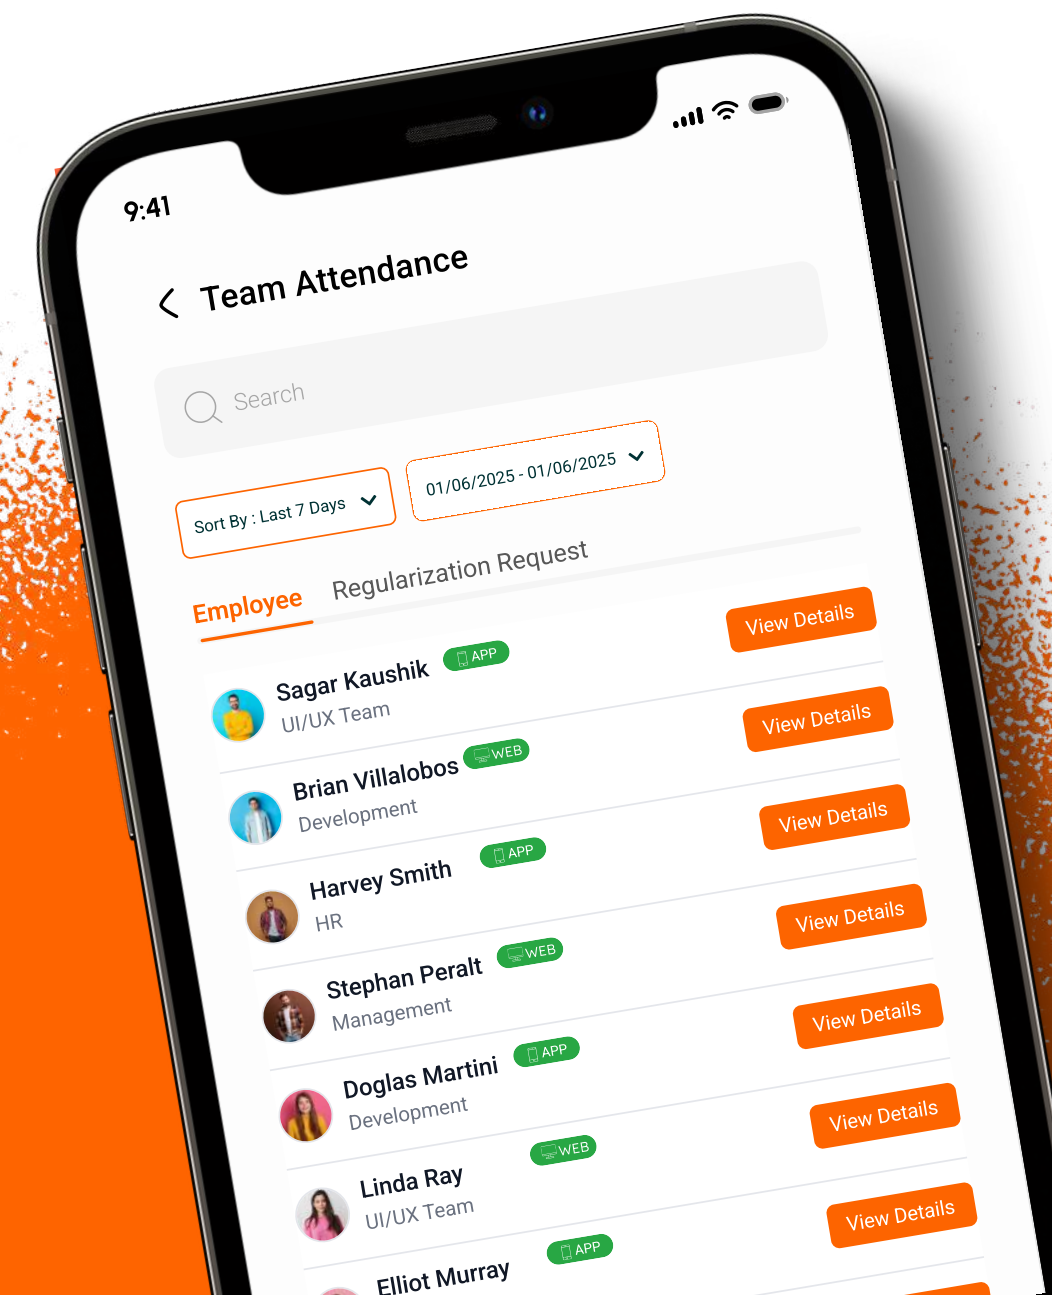 9:41
Team Attendance
Search
Sort By : Last 7 Days
01/06/2025 - 01/06/2025
Employee
Regularization Request
Sagar Kaushik
APP
UI/UX Team
View Details
Brian Villalobos
WEB
Development
View Details
Harvey Smith
APP
HR
View Details
Stephan Peralt
WEB
Management
View Details
Doglas Martini
APP
Development
View Details
Linda Ray
WEB
UI/UX Team
View Details
Elliot Murray
APP
View Details